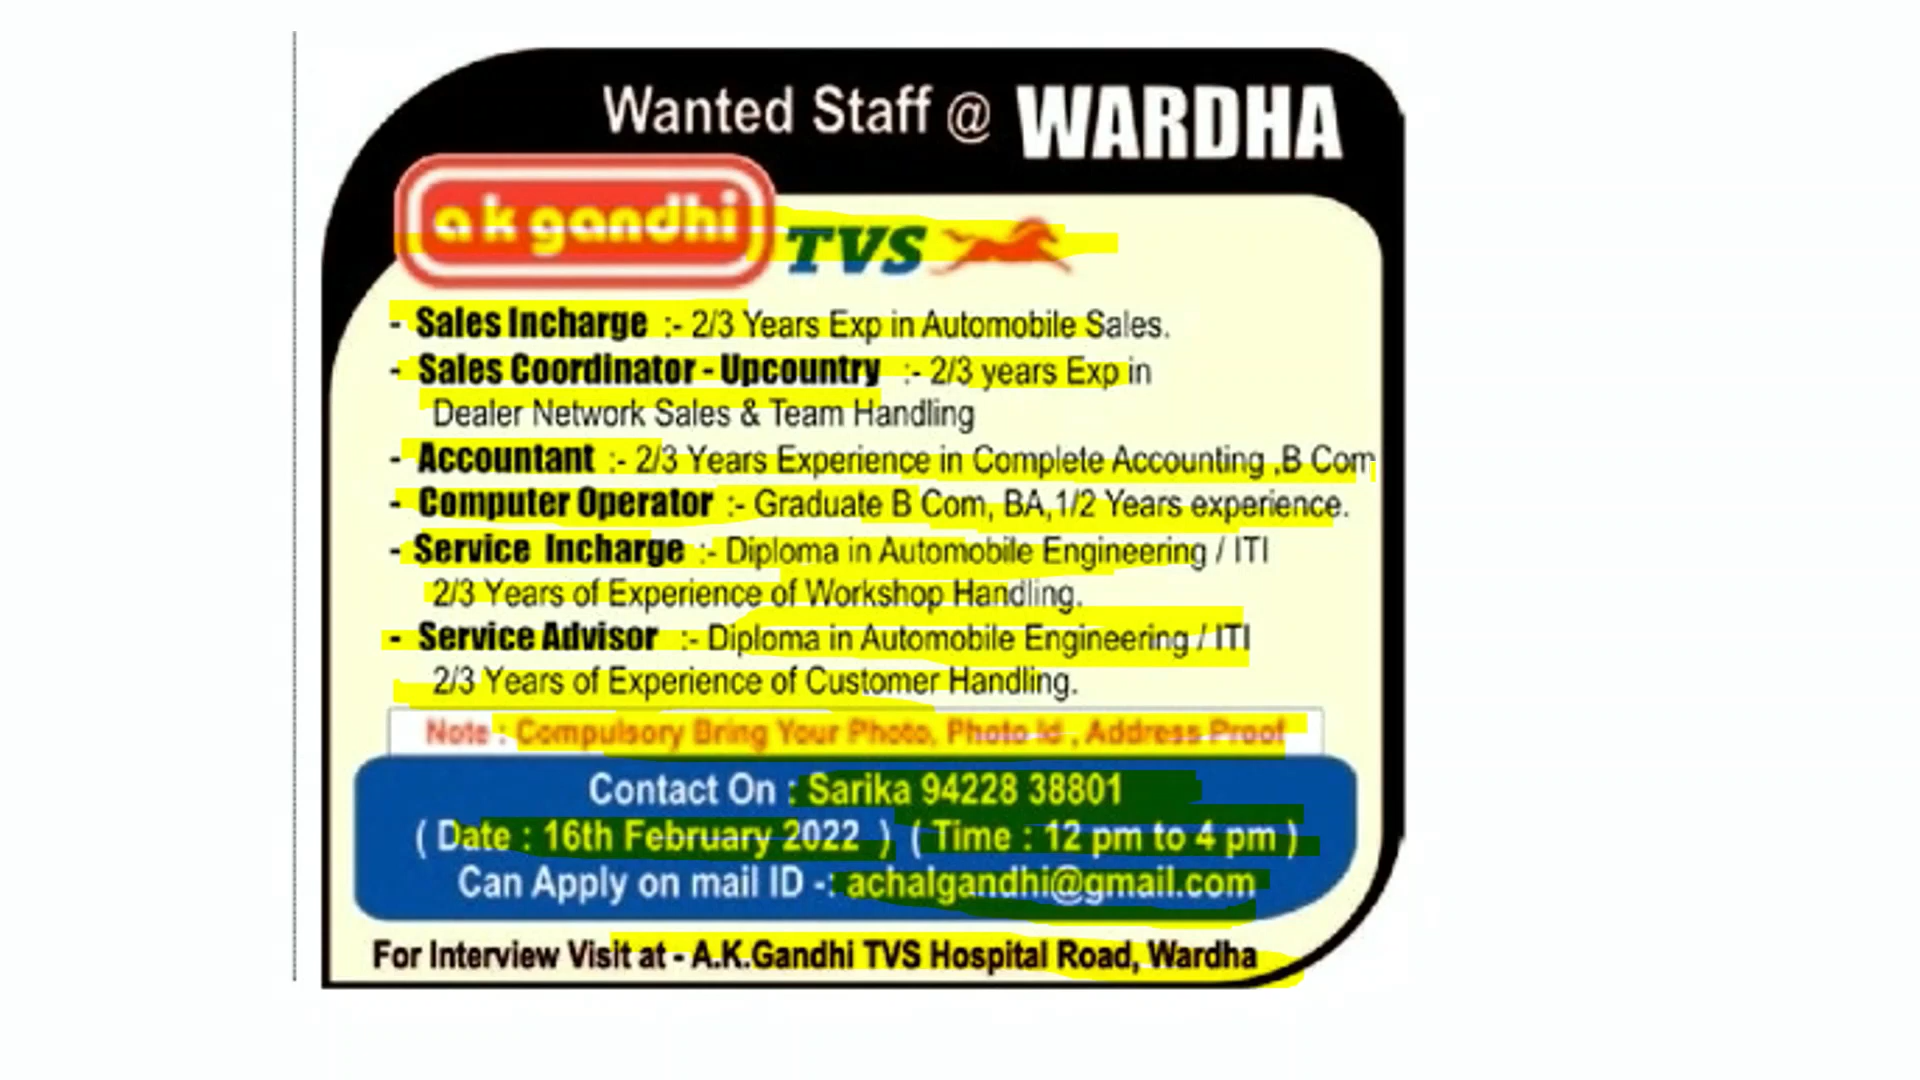 Wanted Staff @ WARDHA
a k gandhi TVS
- Sales Incharge :- 2/3 Years Exp in Automobile Sales.
- Sales Coordinator - Upcountry :- 2/3 years Exp in
Dealer Network Sales & Team Handling
- Accountant :- 2/3 Years Experience in Complete Accounting ,B Com
- Computer Operator :- Graduate B Com, BA,1/2 Years experience.
- Service Incharge :- Diploma in Automobile Engineering / ITI
2/3 Years of Experience of Workshop Handling.
- Service Advisor :- Diploma in Automobile Engineering / ITI
2/3 Years of Experience of Customer Handling.
Note : Compulsory Bring Your Photo, Photo Id , Address Proof
Contact On : Sarika 94228 38801
( Date : 16th February 2022 ) ( Time : 12 pm to 4 pm )
Can Apply on mail ID -: achalgandhi@gmail.com
For Interview Visit at - A.K.Gandhi TVS Hospital Road, Wardha